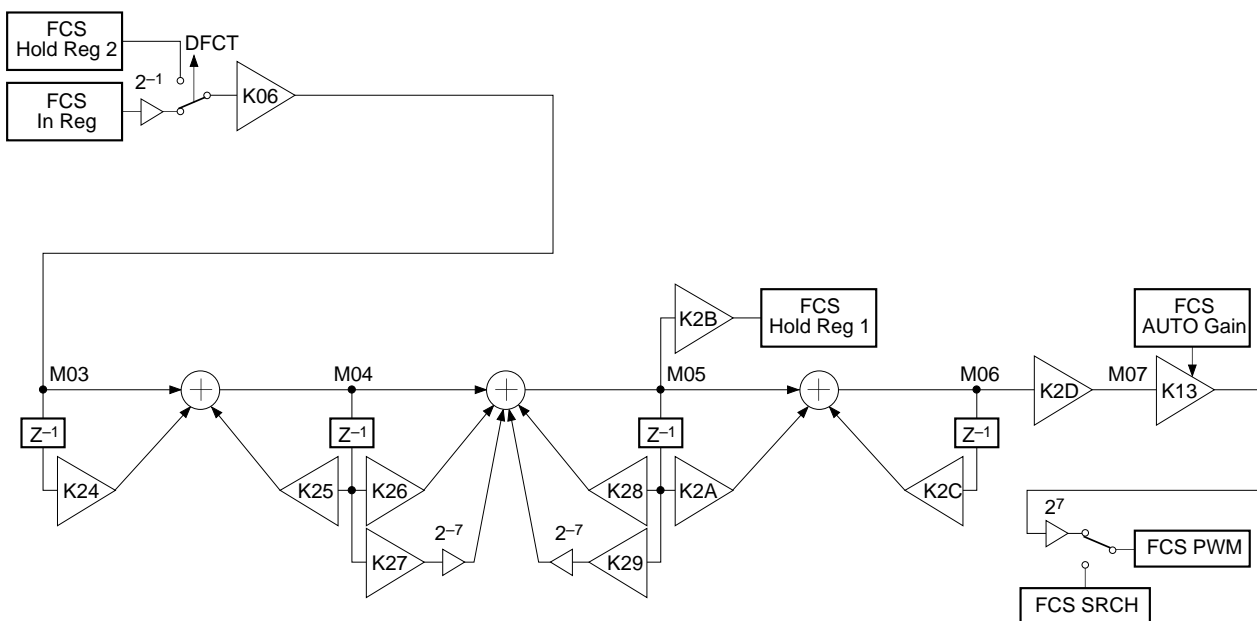 FCS
Hold Reg 2
DFCT
2–1
K06
FCS
In Reg
K2B
FCS
Hold Reg 1
FCS
AUTO Gain
M03
M04
M05
M06
M07
K2D
K13
Z–1
Z–1
Z–1
Z–1
K24
K25
K26
K28
K2A
K2C
K27
2–7
2–7
K29
27
FCS PWM
FCS SRCH